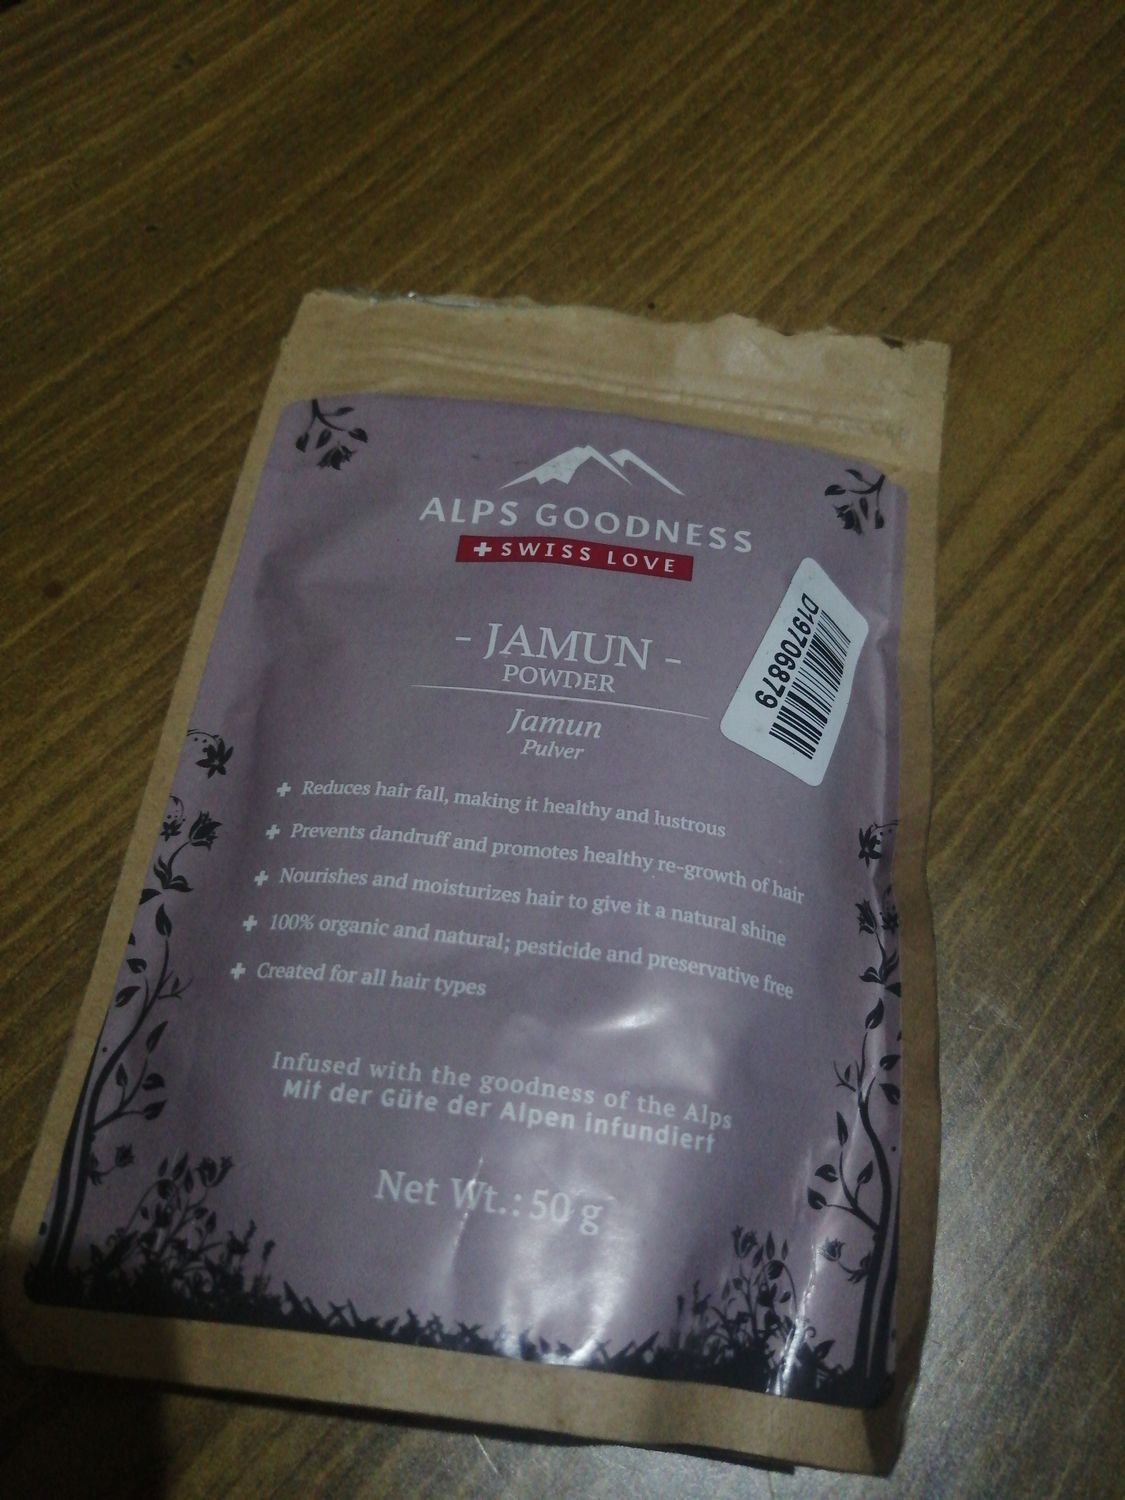 ALPS GOODNESS
SWISS LOVE
- JAMUN -
POWDER
Jamun
Pulver
D19706879
Reduces hair fall, making it healthy and lustrous
Prevents dandruff and promotes healthy re-growth of hair
Nourishes and moisturizes hair to give it a natural shine
100% organic and natural; pesticide and preservative free
Created for all hair types
Infused with the goodness of the Alps
Mit der Güte der Alpen infundiert
Net Wt.: 50 g